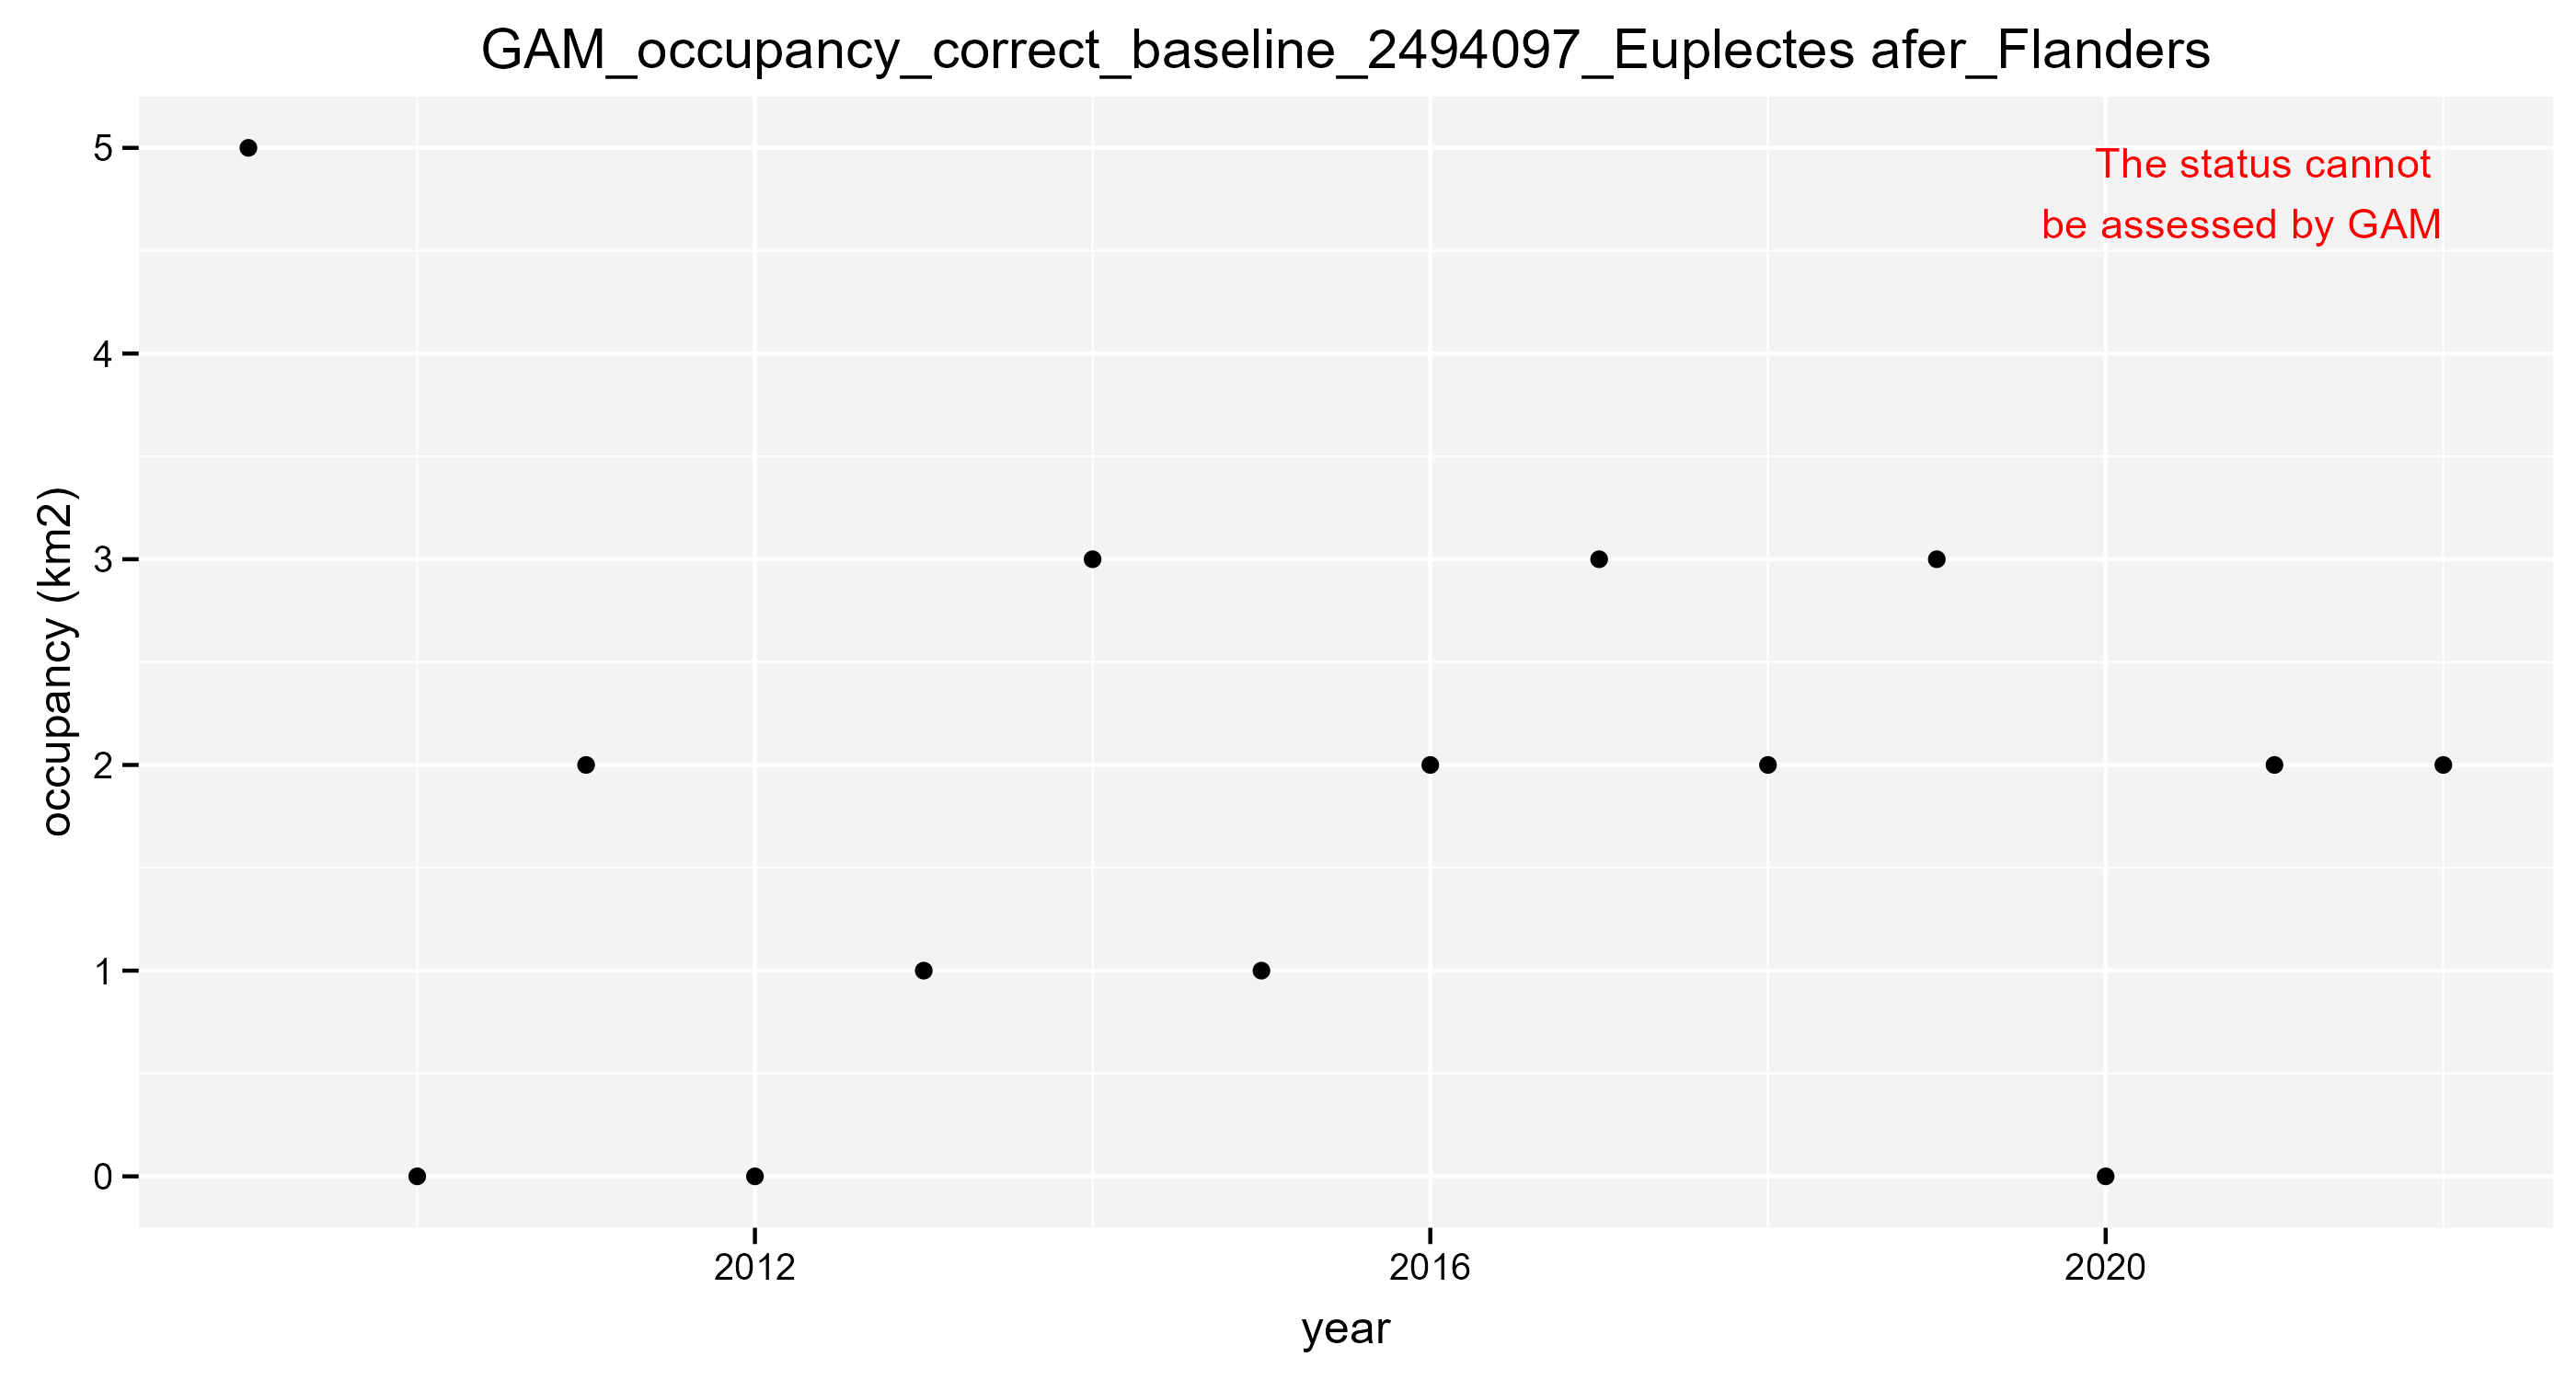 GAM_occupancy_correct_baseline_2494097_Euplectes afer_Flanders
The status cannot
be assessed by GAM
occupancy (km2)
5
4
3
2
1
0
2012 2016 2020
year